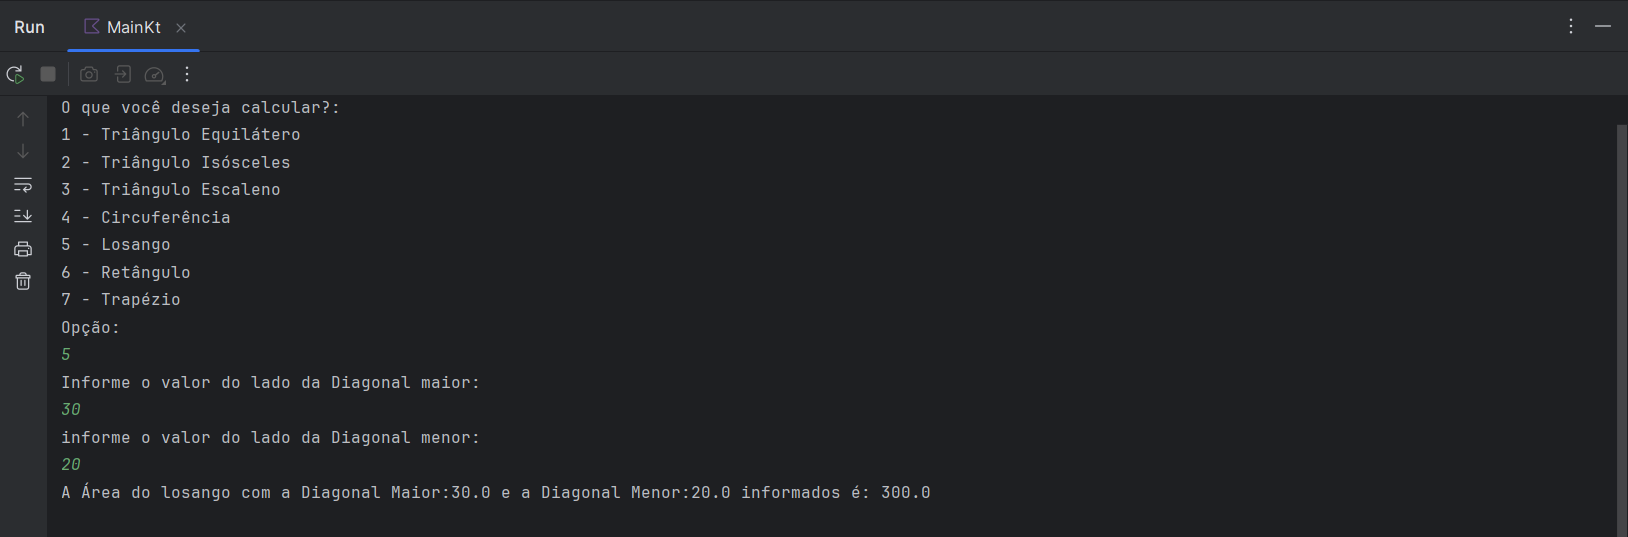 Run MainKt
O que você deseja calcular?:
1 - Triângulo Equilátero
2 - Triângulo Isósceles
3 - Triângulo Escaleno
4 - Circuferência
5 - Losango
6 - Retângulo
7 - Trapézio
Opção:
5
Informe o valor do lado da Diagonal maior:
30
informe o valor do lado da Diagonal menor:
20
A Área do losango com a Diagonal Maior:30.0 e a Diagonal Menor:20.0 informados é: 300.0